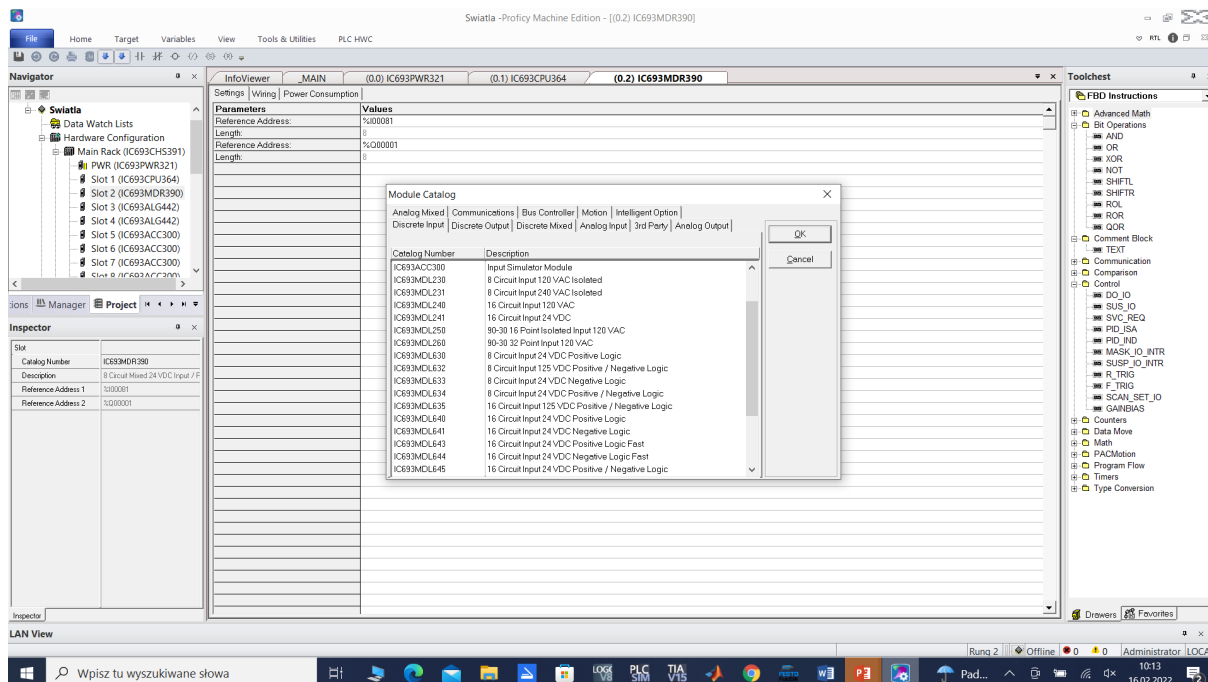 Swiatla -Proficy Machine Edition - [(0.2) IC693MDR390]
File Home Target Variables View Tools & Utilities PLC HWC RTL
Navigator
Swiatla
Data Watch Lists
Hardware Configuration
Main Rack (IC693CHS391)
PWR (IC693PWR321)
Slot 1 (IC693CPU364)
Slot 2 (IC693MDR390)
Slot 3 (IC693ALG442)
Slot 4 (IC693ALG442)
Slot 5 (IC693ACC300)
Slot 6 (IC693ACC300)
Slot 7 (IC693ACC300)
Slot 8 (IC693ACC300)
ions Manager Project
Inspector
Slot
Catalog Number IC693MDR390
Description 8 Circuit Mixed 24 VDC Input / F
Reference Address 1 %I00081
Reference Address 2 %Q00001
Inspector
InfoViewer _MAIN (0.0) IC693PWR321 (0.1) IC693CPU364 (0.2) IC693MDR390
Settings Wiring Power Consumption
Parameters Values
Reference Address: %I00081
Length: 8
Reference Address: %Q00001
Length: 8
Module Catalog
Analog Mixed Communications Bus Controller Motion Intelligent Option
Discrete Input Discrete Output Discrete Mixed Analog Input 3rd Party Analog Output
OK
Cancel
Catalog Number Description
IC693ACC300 Input Simulator Module
IC693MDL230 8 Circuit Input 120 VAC Isolated
IC693MDL231 8 Circuit Input 240 VAC Isolated
IC693MDL240 16 Circuit Input 120 VAC
IC693MDL241 16 Circuit Input 24 VDC
IC693MDL250 90-30 16 Point Isolated Input 120 VAC
IC693MDL260 90-30 32 Point Input 120 VAC
IC693MDL630 8 Circuit Input 24 VDC Positive Logic
IC693MDL632 8 Circuit Input 125 VDC Positive / Negative Logic
IC693MDL633 8 Circuit Input 24 VDC Negative Logic
IC693MDL634 8 Circuit Input 24 VDC Positive / Negative Logic
IC693MDL635 16 Circuit Input 125 VDC Positive / Negative Logic
IC693MDL640 16 Circuit Input 24 VDC Positive Logic
IC693MDL641 16 Circuit Input 24 VDC Negative Logic
IC693MDL643 16 Circuit Input 24 VDC Positive Logic Fast
IC693MDL644 16 Circuit Input 24 VDC Negative Logic Fast
IC693MDL645 16 Circuit Input 24 VDC Positive / Negative Logic
Toolchest
FBD Instructions
Advanced Math
Bit Operations
AND
OR
XOR
NOT
SHIFTL
SHIFTR
ROL
ROR
QOR
Comment Block
TEXT
Communication
Comparison
Control
DO_IO
SUS_IO
SVC_REQ
PID_ISA
PID_IND
MASK_IO_INTR
SUSP_IO_INTR
R_TRIG
F_TRIG
SCAN_SET_IO
GAINBIAS
Counters
Data Move
Math
PACMotion
Program Flow
Timers
Type Conversion
Drawers Favorites
LAN View
Rung 2 Offline 0 0 Administrator LOCA
Wpisz tu wyszukiwane słowa
LOGO V8
PLC SIM
TIA V15
FESTO
Pad...
10:13
16.02.2022
2